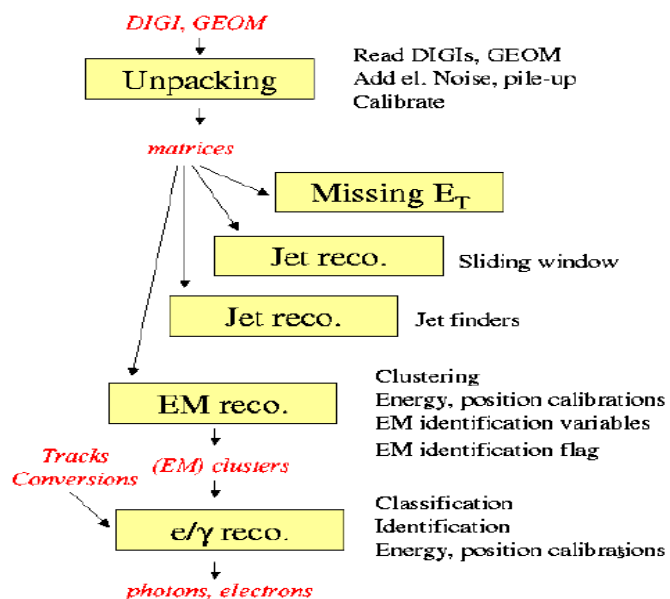 DIGI, GEOM
Unpacking
Read DIGIs, GEOM
Add el. Noise, pile-up
Calibrate
matrices
Missing E_T
Jet reco.
Sliding window
Jet reco.
Jet finders
EM reco.
Clustering
Energy, position calibrations
EM identification variables
EM identification flag
Tracks
Conversions
(EM) clusters
e/γ reco.
Classification
Identification
Energy, position calibrations
photons, electrons